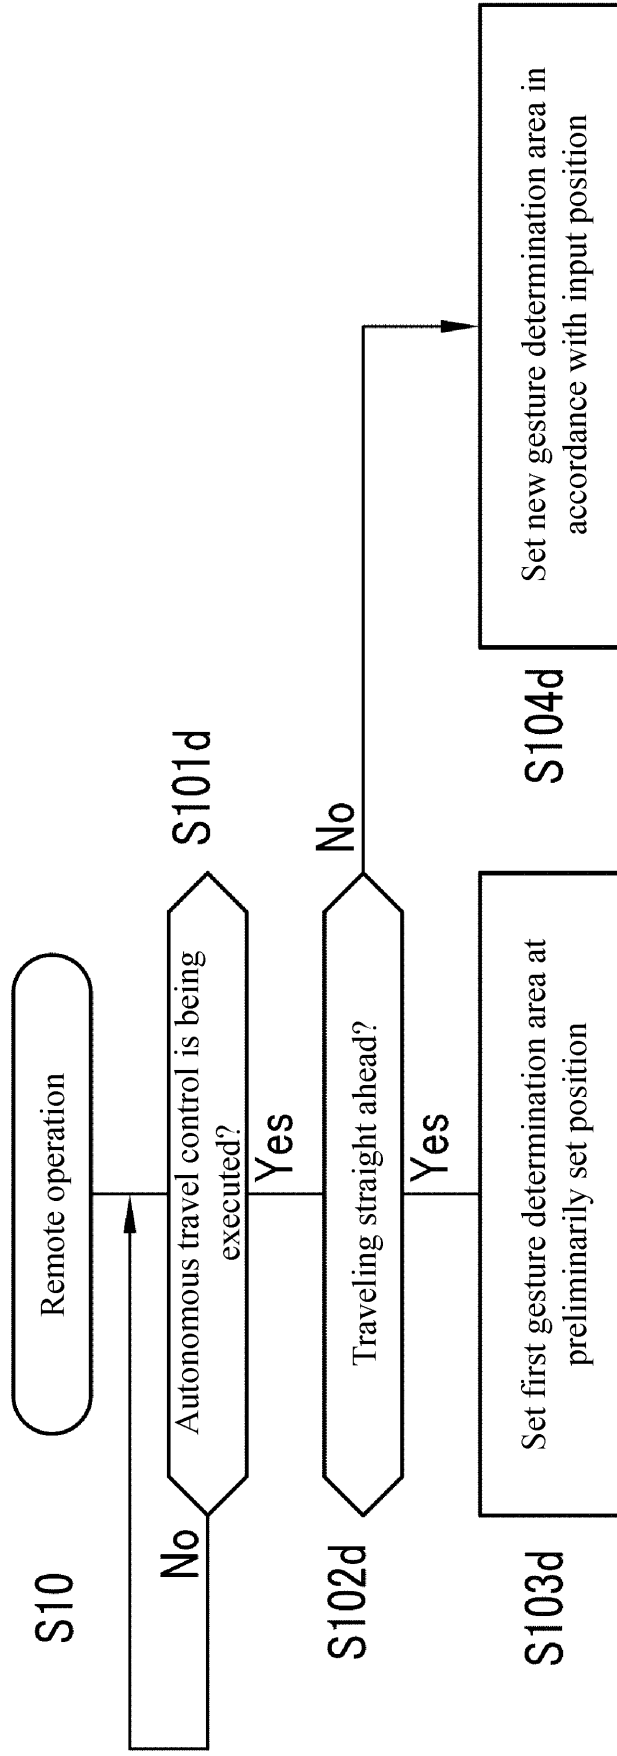 S10
Remote operation
Autonomous travel control is being
executed?
S101d
No
Yes
S102d
Traveling straight ahead?
No
Yes
S103d
Set first gesture determination area at
preliminarily set position
S104d
Set new gesture determination area in
accordance with input position